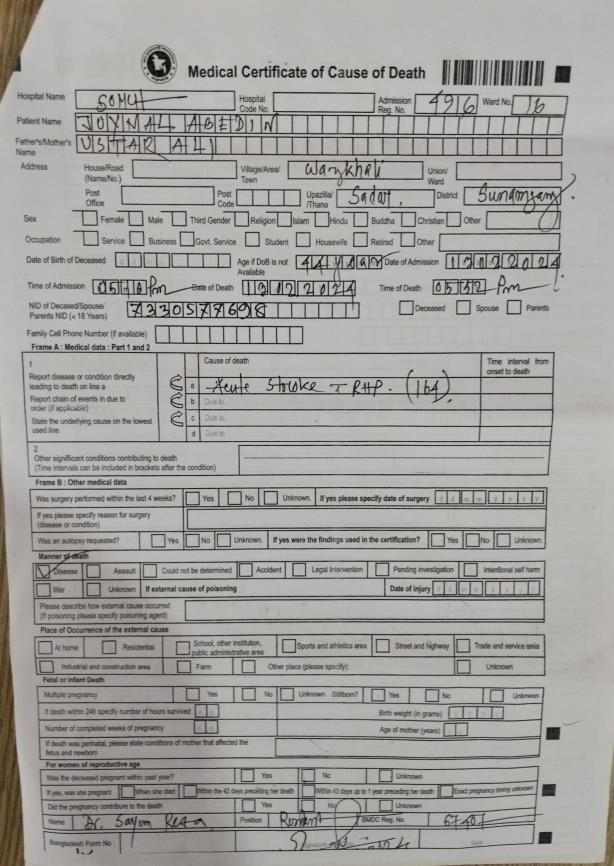 Medical Certificate of Cause of Death
Hospital Name SOMCH Hospital Code No. Admission Reg. No. 4916 Ward No. 16
Patient Name JOYNAL ABEDIN
Father's/Mother's Name USTAR ALI
Address House/Road (Name/No.) Village/Area/ Town Warykhali Union/ Ward
Post Office Post Code Upazilla/ /Thana Sadar. District Sunamganj.
Sex Female Male Third Gender Religion Islam Hindu Buddha Christian Other
Occupation Service Business Govt. Service Student Housewife Retired Other
Date of Birth of Deceased Age if DoB is not Available 44 year Date of Admission 13022024
Time of Admission 0510 Pm Date of Death 13022024 Time of Death 0532 Pm
NID of Deceased/Spouse/ Parents NID (< 18 Years) 7330577698 Deceased Spouse Parents
Family Cell Phone Number (if available)
Frame A : Medical data : Part 1 and 2
1 Cause of death Time interval from onset to death
Report disease or condition directly leading to death on line a
a Acute Stroke T RHP. (164).
Report chain of events in due to order (if applicable)
b Due to:
State the underlying cause on the lowest used line
c Due to:
d Due to:
2
Other significant conditions contributing to death
(Time intervals can be included in brackets after the condition)
Frame B : Other medical data
Was surgery performed within the last 4 weeks? Yes No Unknown. If yes please specify date of surgery d d m m y y y y
If yes please specify reason for surgery (disease or condition)
Was an autopsy requested? Yes No Unknown. If yes were the findings used in the certification? Yes No Unknown.
Manner of death
Disease Assault Could not be determined Accident Legal Intervention Pending investigation Intentional self harm
War Unknown If external cause of poisoning Date of injury
Please describe how external cause occurred
(If poisoning please specify poisoning agent)
Place of Occurrence of the external cause
At home Residential School, other institution, public administrative area Sports and athletics area Street and highway Trade and service area
Industrial and construction area Farm Other place (please specify): Unknown
Fetal or Infant Death
Multiple pregnancy Yes No Unknown Stillborn? Yes No Unknown
If death within 24h specify number of hours survived Birth weight (in grams)
Number of completed weeks of pregnancy Age of mother (years)
If death was perinatal, please state conditions of mother that affected the fetus and newborn
For women of reproductive age
Was the deceased pregnant within past year? Yes No Unknown
If yes, was she pregnant When she died Within the 42 days preceding her death Within 43 days up to 1 year preceding her death Exact pregnancy timing unknown
Did the pregnancy contribute to the death Yes No Unknown
Name Dr. Sayem Reza Position BMDC Reg. No.
Bangladesh Form No